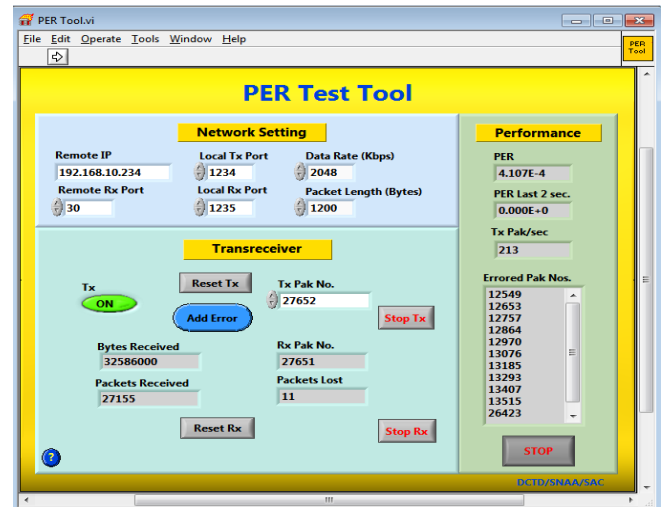 PER Tool.vi
File Edit Operate Tools Window Help
PER Tool
PER Test Tool
Network Setting
Remote IP
192.168.10.234
Local Tx Port
1234
Data Rate (Kbps)
2048
Remote Rx Port
30
Local Rx Port
1235
Packet Length (Bytes)
1200
Transreceiver
Tx
ON
Reset Tx
Add Error
Tx Pak No.
27652
Stop Tx
Bytes Received
32586000
Rx Pak No.
27651
Packets Received
27155
Packets Lost
11
Reset Rx
Stop Rx
?
Performance
PER
4.107E-4
PER Last 2 sec.
0.000E+0
Tx Pak/sec
213
Errored Pak Nos.
12549
12653
12757
12864
12970
13076
13185
13293
13407
13515
26423
STOP
DCTD/SNAA/SAC